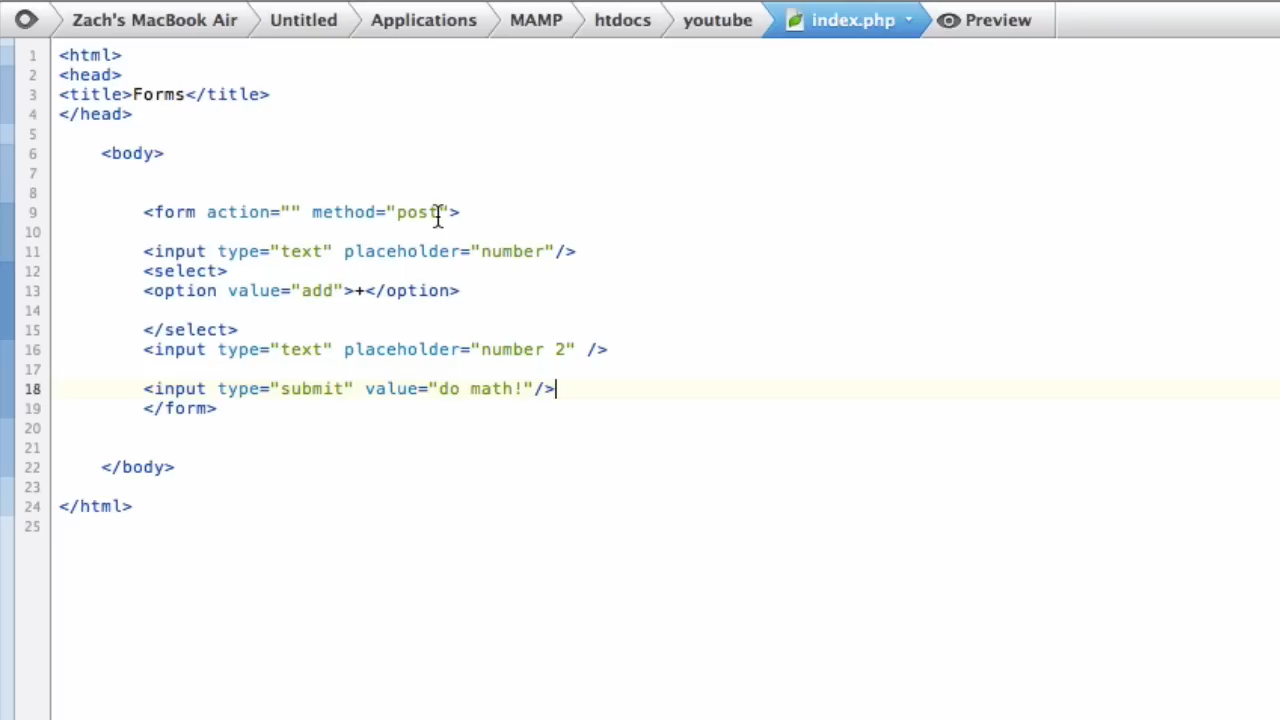 Zach's MacBook Air Untitled Applications MAMP htdocs youtube index.php Preview
1 <html>
2 <head>
3 <title>Forms</title>
4 </head>
5
6 <body>
7
8
9 <form action="" method="post">
10
11 <input type="text" placeholder="number"/>
12 <select>
13 <option value="add">+</option>
14
15 </select>
16 <input type="text" placeholder="number 2" />
17
18 <input type="submit" value="do math!"/>
19 </form>
20
21
22 </body>
23
24 </html>
25